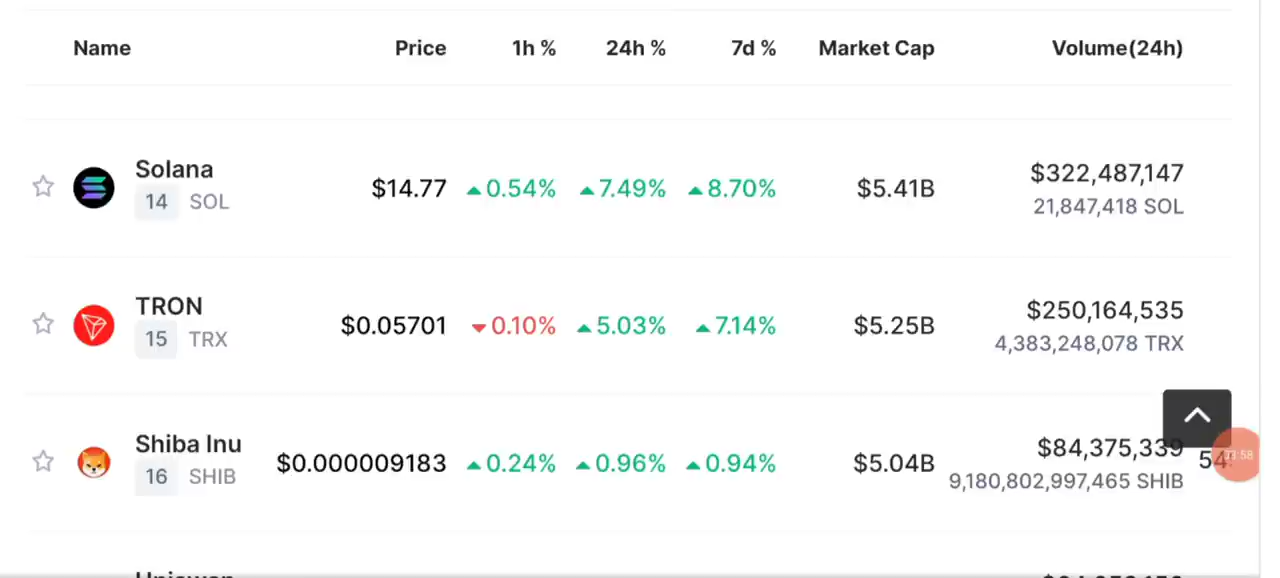 Name Price 1h % 24h % 7d % Market Cap Volume(24h)
Solana
14 SOL
$14.77 0.54% 7.49% 8.70% $5.41B
$322,487,147
21,847,418 SOL
TRON
15 TRX
$0.05701 0.10% 5.03% 7.14% $5.25B
$250,164,535
4,383,248,078 TRX
Shiba Inu
16 SHIB
$0.000009183 0.24% 0.96% 0.94% $5.04B
$84,375,339
9,180,802,997,465 SHIB